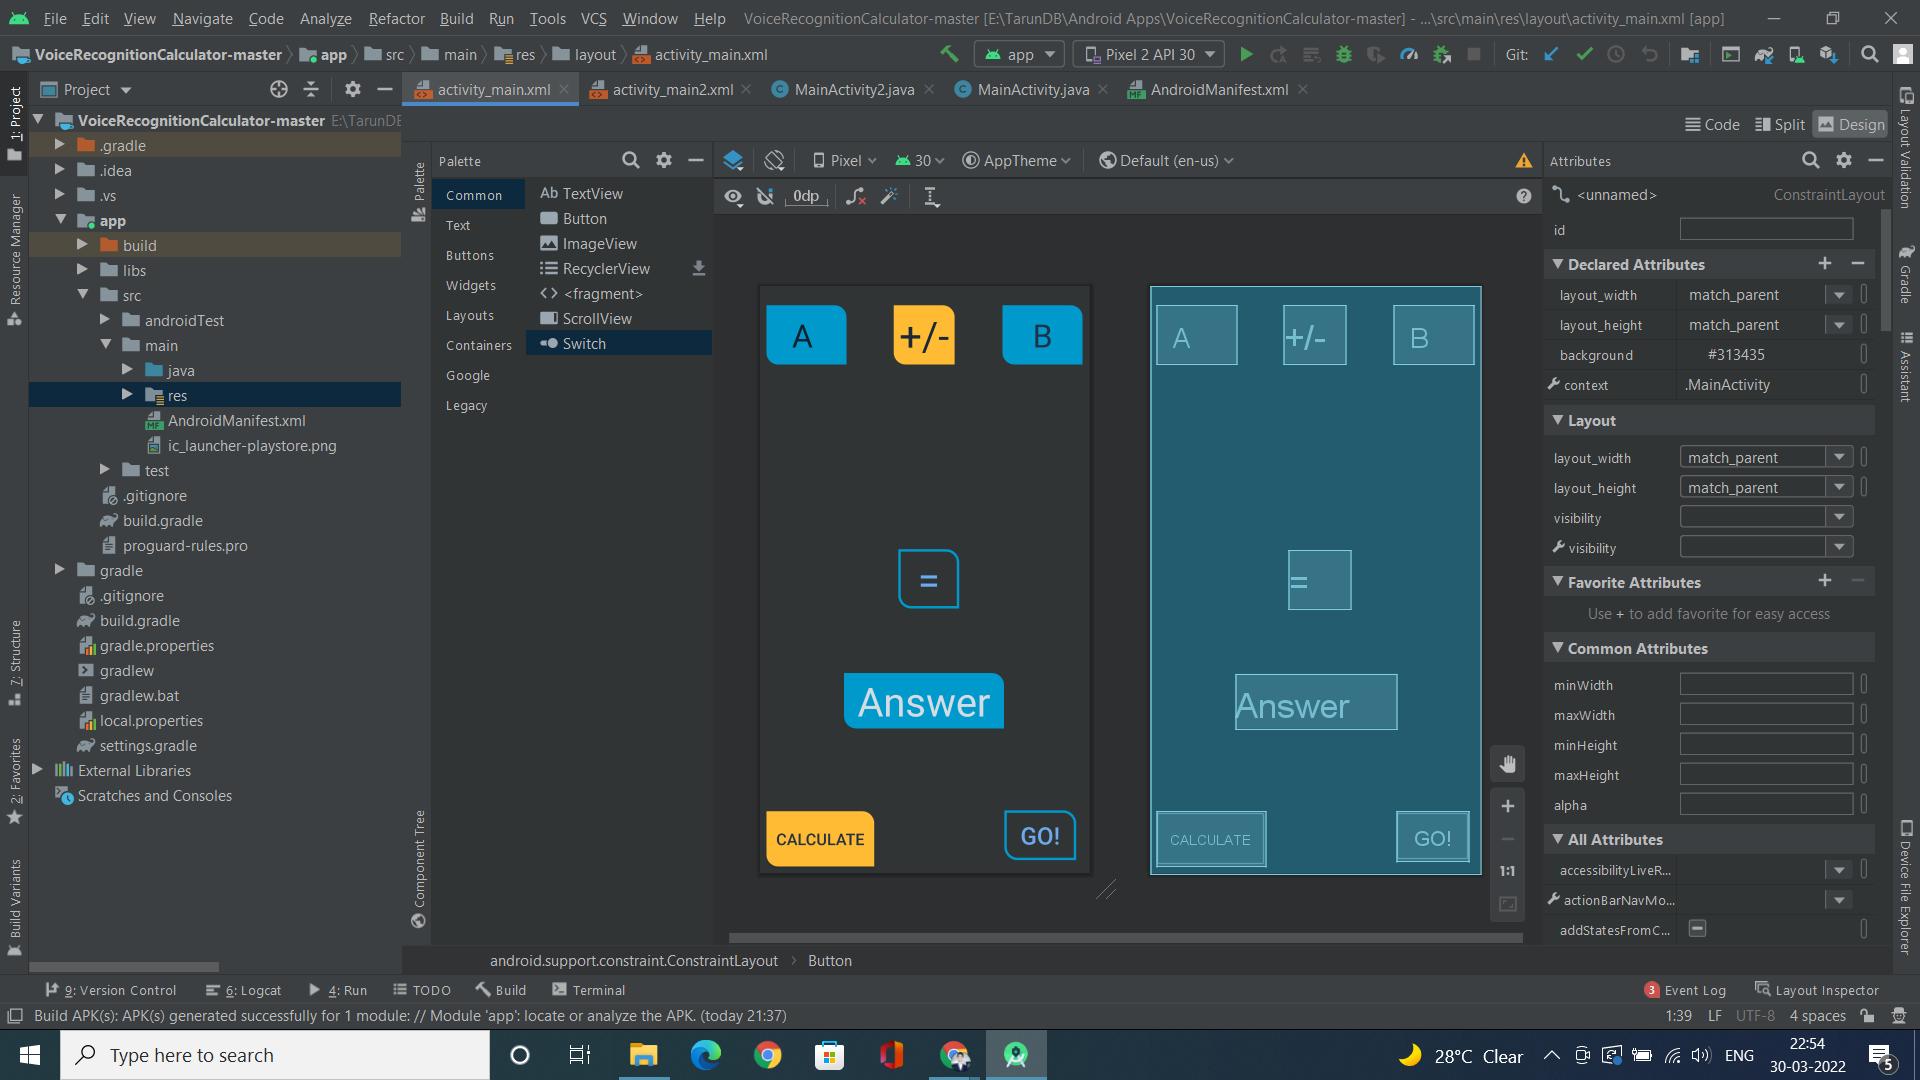 File Edit View Navigate Code Analyze Refactor Build Run Tools VCS Window Help VoiceRecognitionCalculator-master [E:\TarunDB\Android Apps\VoiceRecognitionCalculator-master] - ...\src\main\res\layout\activity_main.xml [app]
VoiceRecognitionCalculator-master app src main res layout activity_main.xml app Pixel 2 API 30 Git:
Project activity_main.xml activity_main2.xml MainActivity2.java MainActivity.java AndroidManifest.xml
1: Project
Resource Manager
7: Structure
2: Favorites
Build Variants
VoiceRecognitionCalculator-master E:\TarunDE
.gradle
.idea
.vs
app
build
libs
src
androidTest
main
java
res
AndroidManifest.xml
ic_launcher-playstore.png
test
.gitignore
build.gradle
proguard-rules.pro
gradle
.gitignore
build.gradle
gradle.properties
gradlew
gradlew.bat
local.properties
settings.gradle
External Libraries
Scratches and Consoles
Code Split Design
Palette
Component Tree
Palette
Common
Text
Buttons
Widgets
Layouts
Containers
Google
Legacy
Ab TextView
Button
ImageView
RecyclerView
<fragment>
ScrollView
Switch
Pixel 30 AppTheme Default (en-us)
0dp
A +/- B
=
Answer
CALCULATE GO!
A +/- B
=
Answer
CALCULATE GO!
1:1
Attributes
<unnamed> ConstraintLayout
id
Declared Attributes
layout_width match_parent
layout_height match_parent
background #313435
context .MainActivity
Layout
layout_width match_parent
layout_height match_parent
visibility
visibility
Favorite Attributes
Use + to add favorite for easy access
Common Attributes
minWidth
maxWidth
minHeight
maxHeight
alpha
All Attributes
accessibilityLiveR...
actionBarNavMo...
addStatesFromC...
Layout Validation
Gradle
Assistant
Device File Explorer
android.support.constraint.ConstraintLayout Button
9: Version Control 6: Logcat 4: Run TODO Build Terminal 3 Event Log Layout Inspector
Build APK(s): APK(s) generated successfully for 1 module: // Module 'app': locate or analyze the APK. (today 21:37) 1:39 LF UTF-8 4 spaces
Type here to search 28°C Clear ENG 22:54
30-03-2022 5